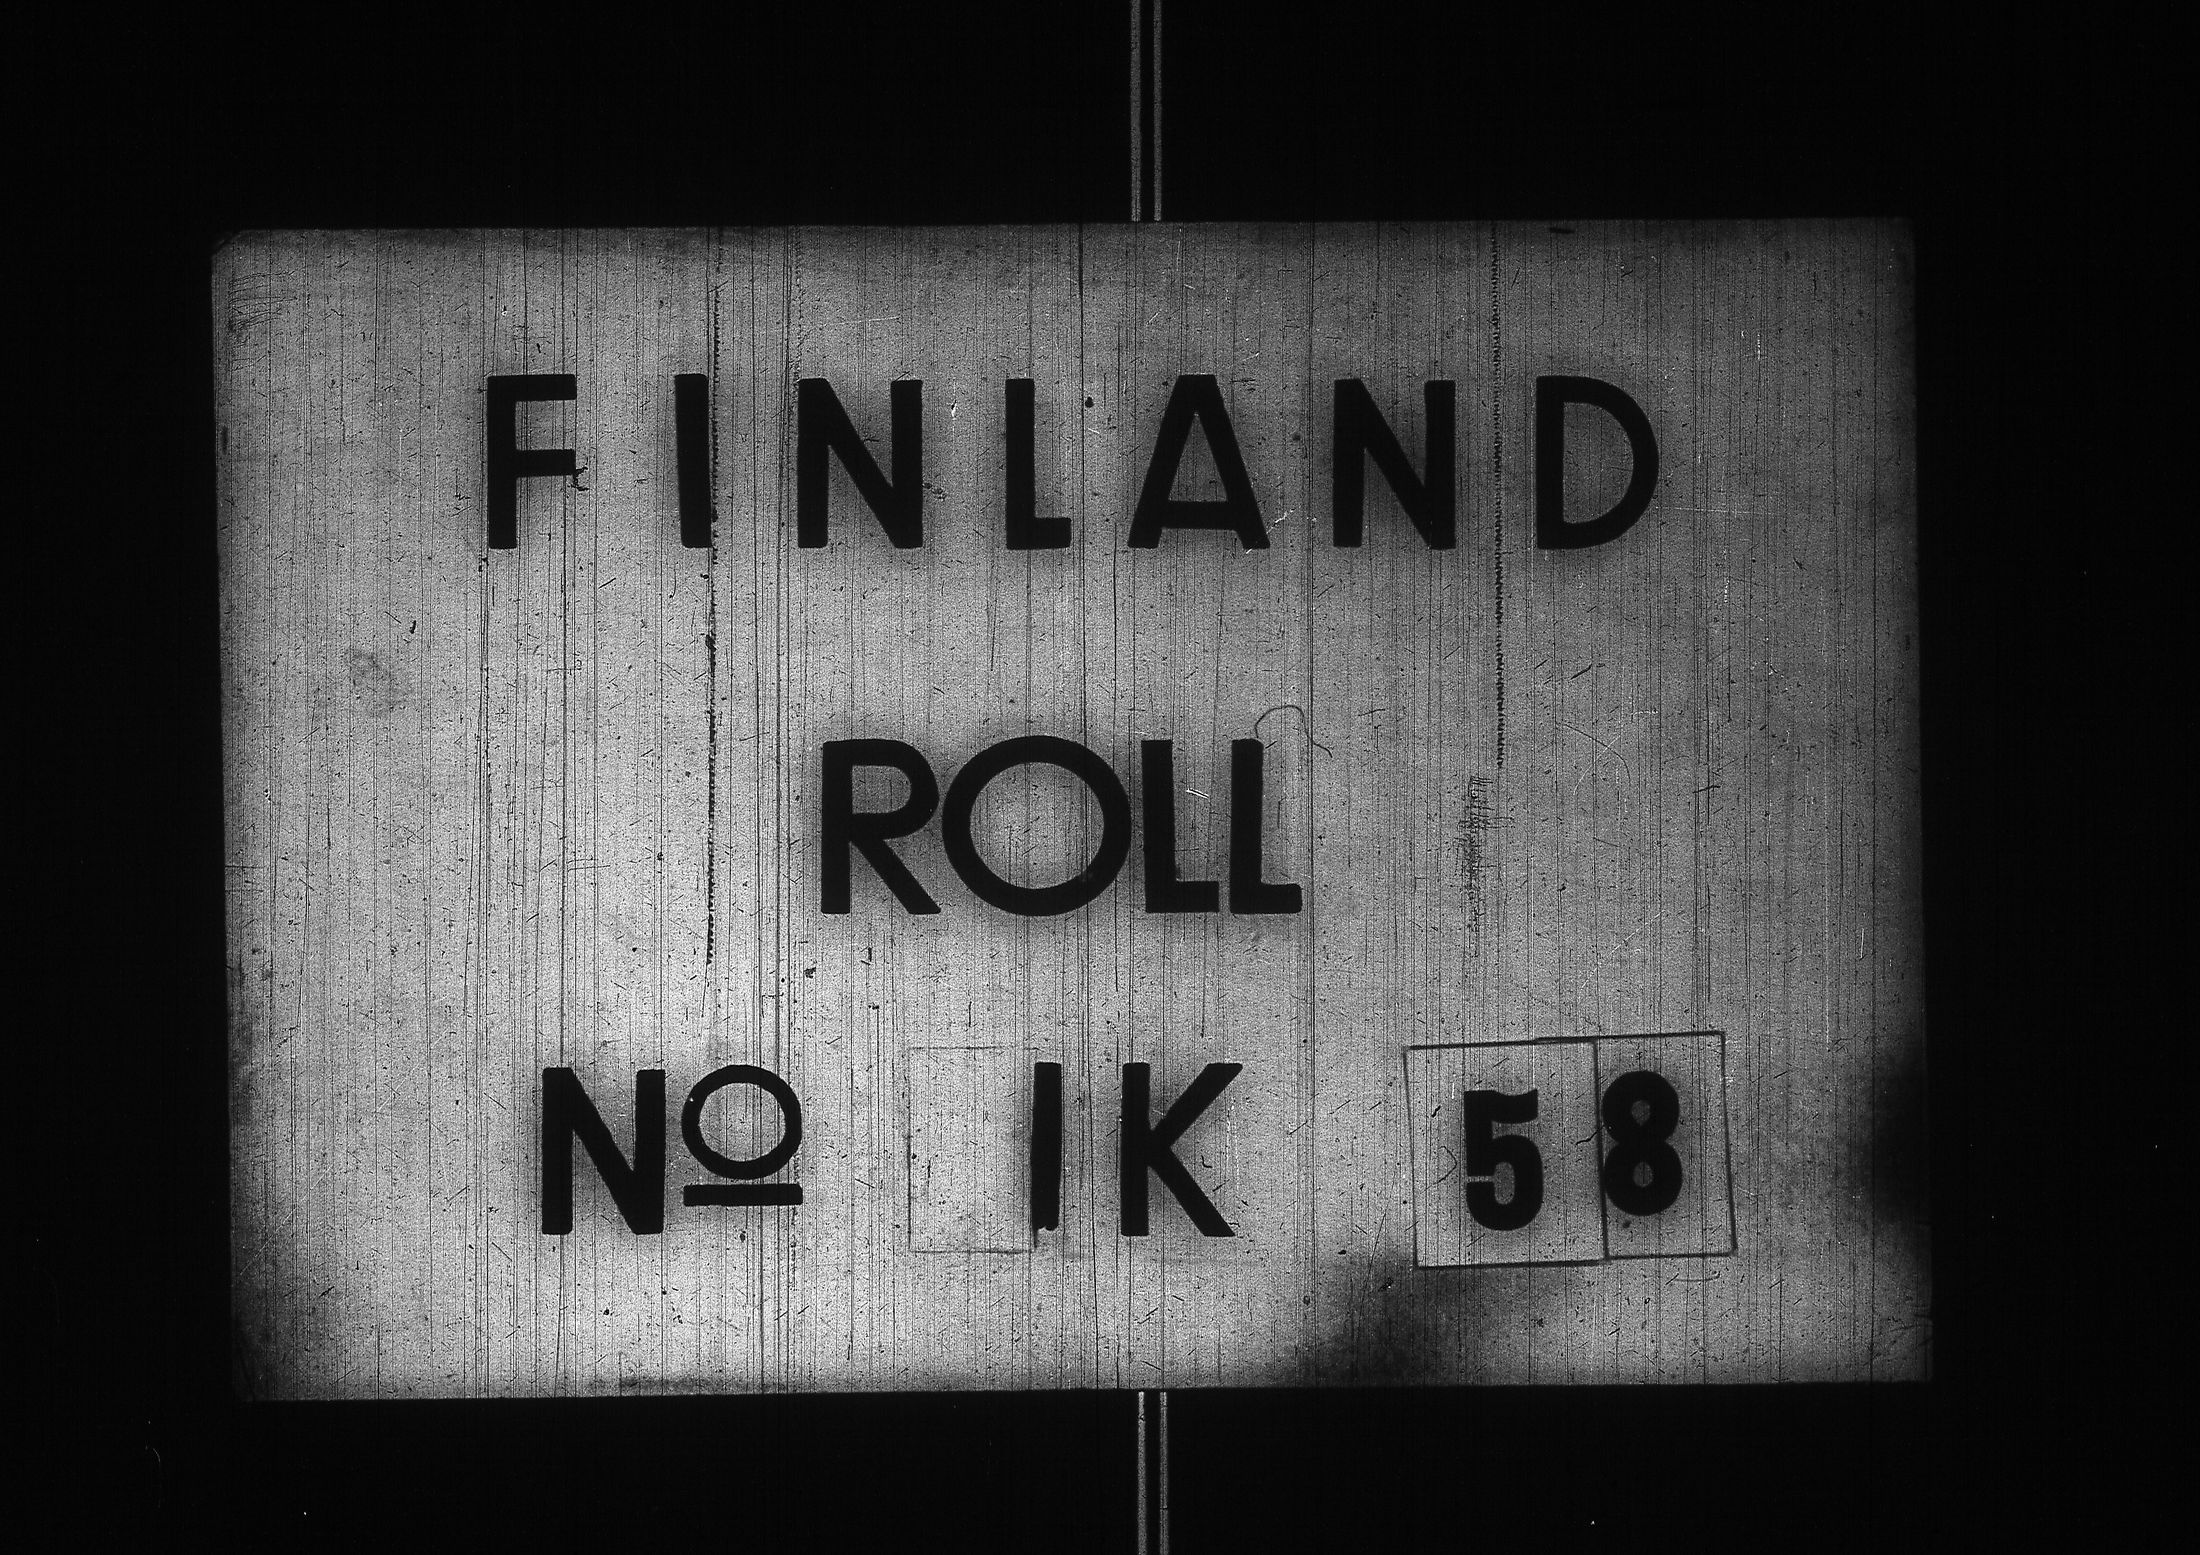 FINLAND
ROLL
Nº IK 58